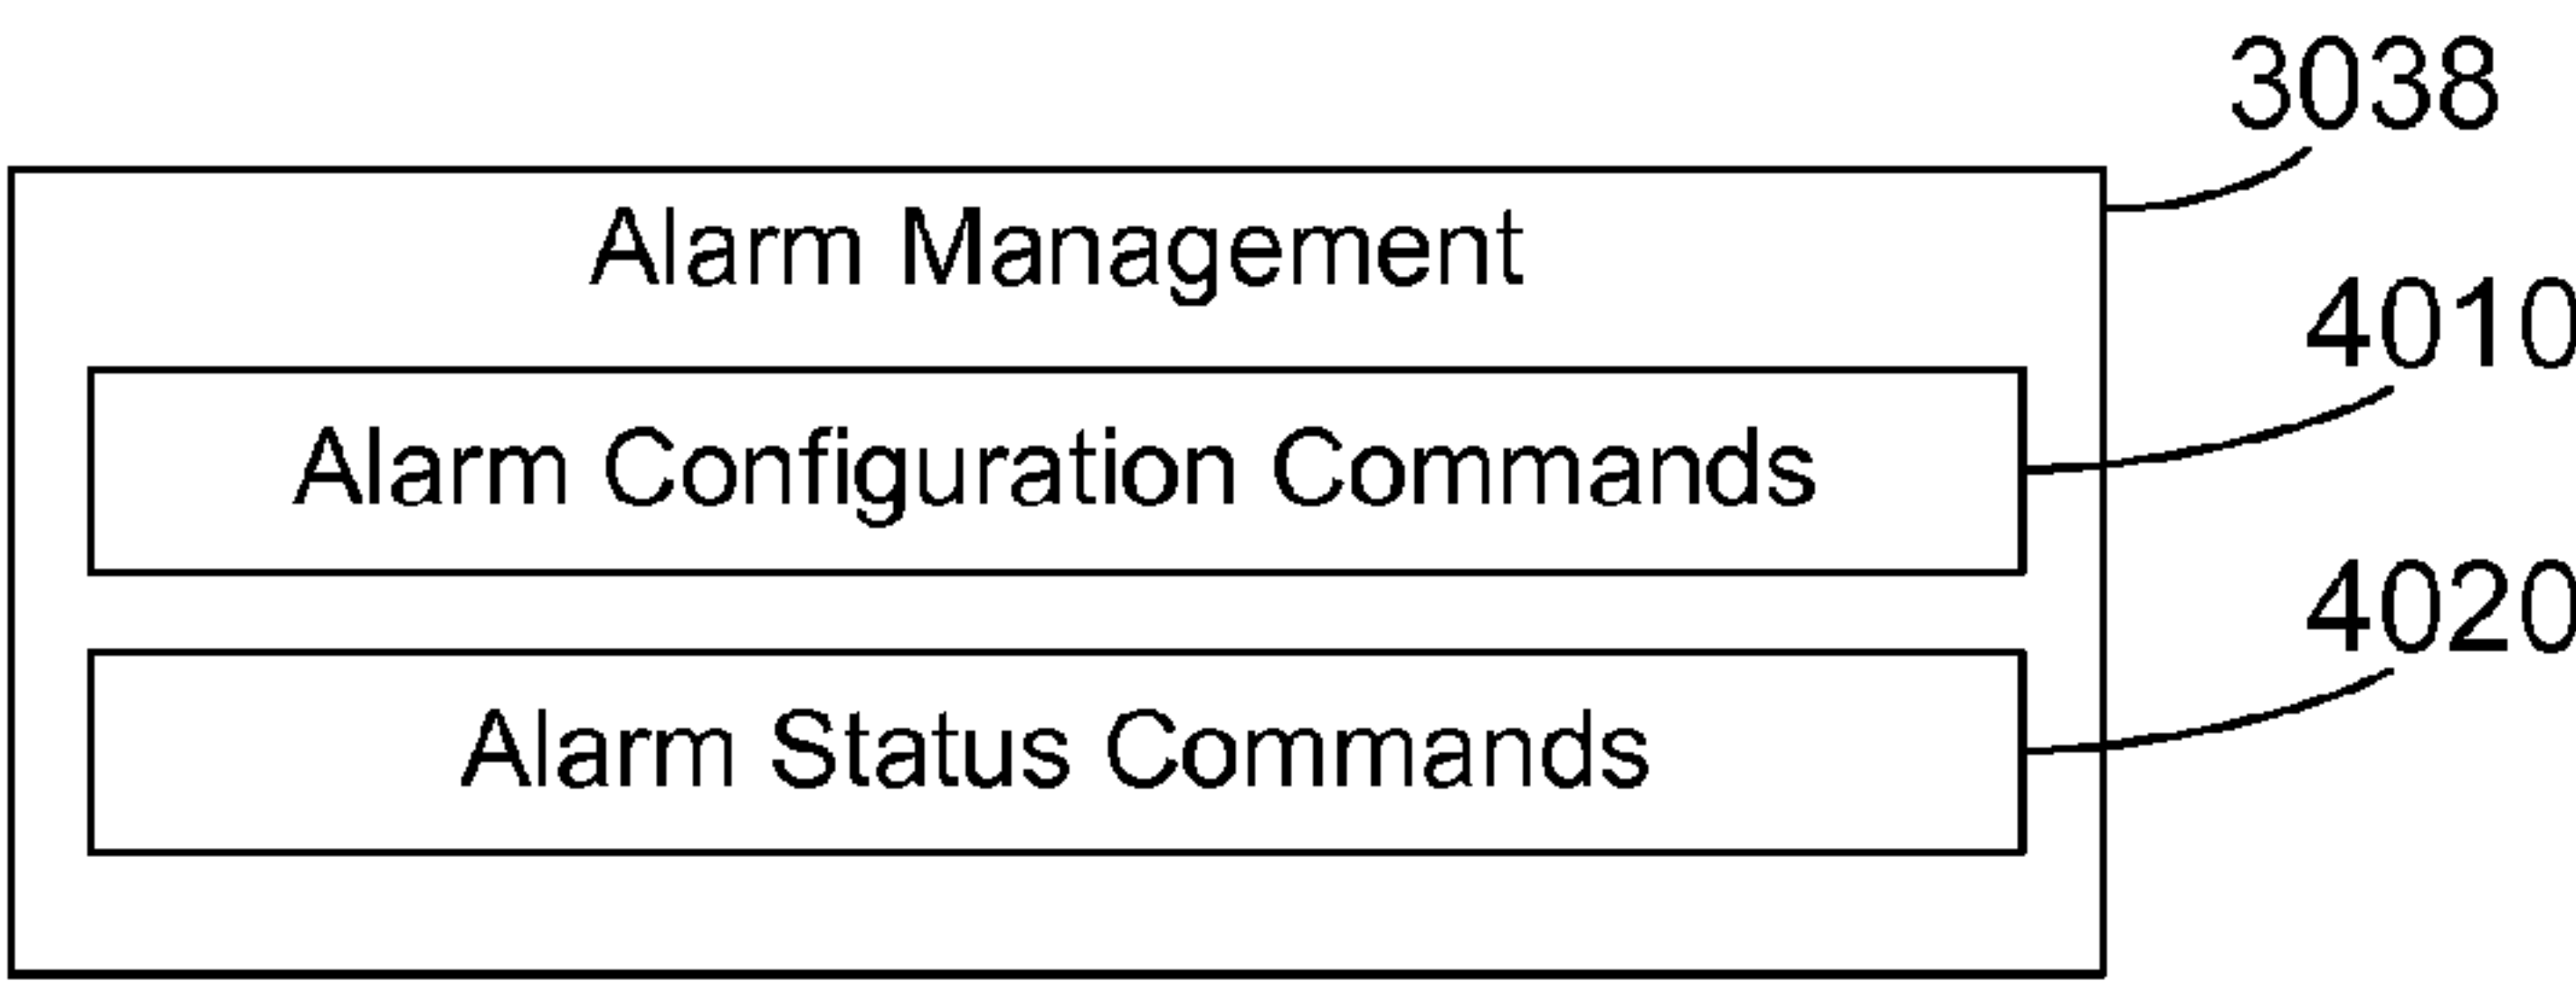 3038
Alarm Management
4010
Alarm Configuration Commands
4020
Alarm Status Commands